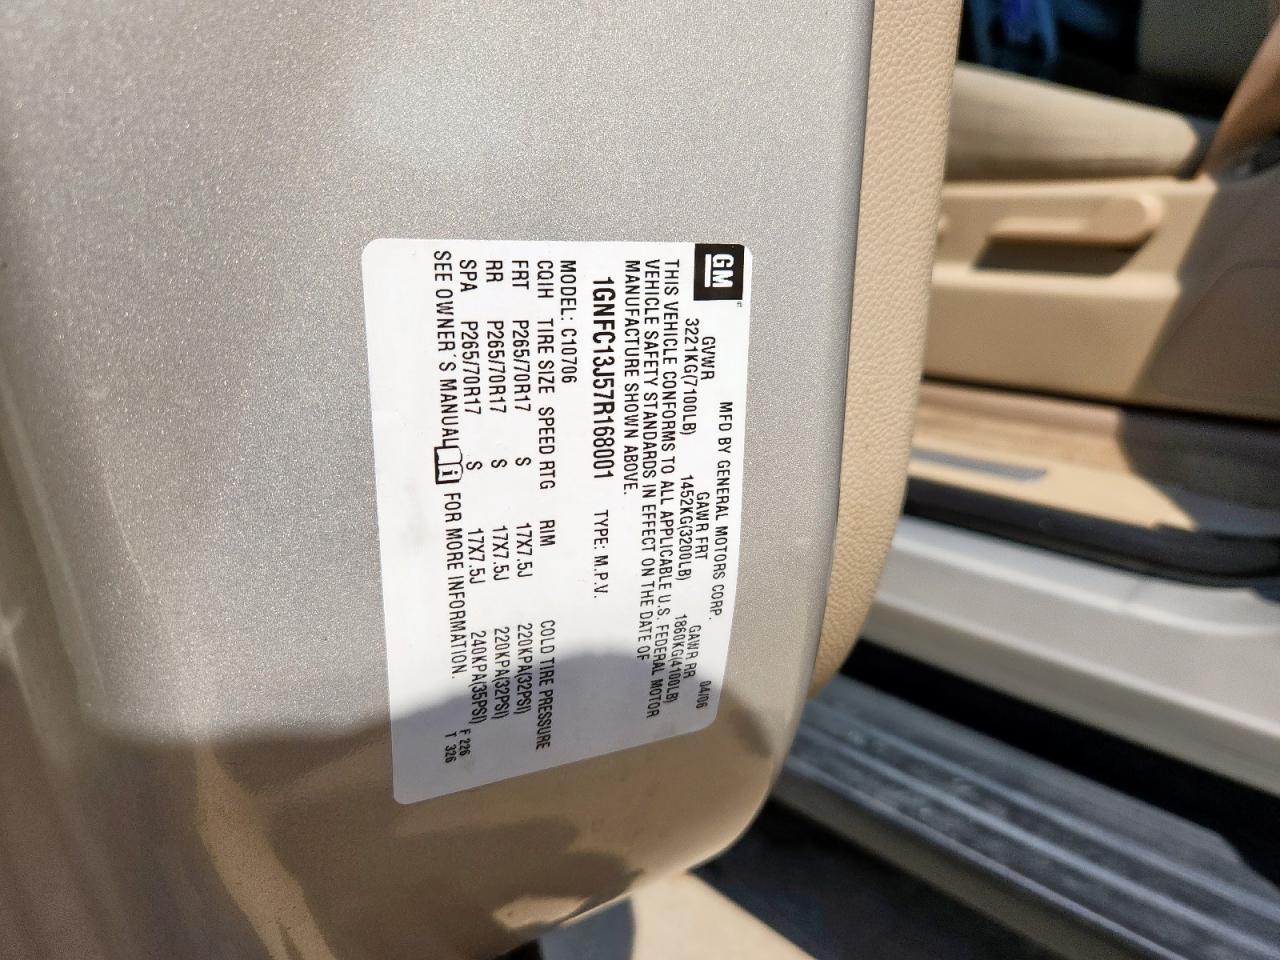 GM
MFD BY GENERAL MOTORS CORP. 04/06
GVWR GAWR FRT GAWR RR
3221KG(7100LB) 1452KG(3200LB) 1860KG(4100LB)
THIS VEHICLE CONFORMS TO ALL APPLICABLE U.S. FEDERAL MOTOR
VEHICLE SAFETY STANDARDS IN EFFECT ON THE DATE OF
MANUFACTURE SHOWN ABOVE.
1GNFC13J57R168001 TYPE: M.P.V.
MODEL: C10706
CQIH TIRE SIZE SPEED RTG RIM COLD TIRE PRESSURE
FRT P265/70R17 S 17X7.5J 220KPA(32PSI)
RR P265/70R17 S 17X7.5J 220KPA(32PSI)
SPA P265/70R17 S 17X7.5J 240KPA(35PSI)
SEE OWNER'S MANUAL i FOR MORE INFORMATION.
F 226
T 326